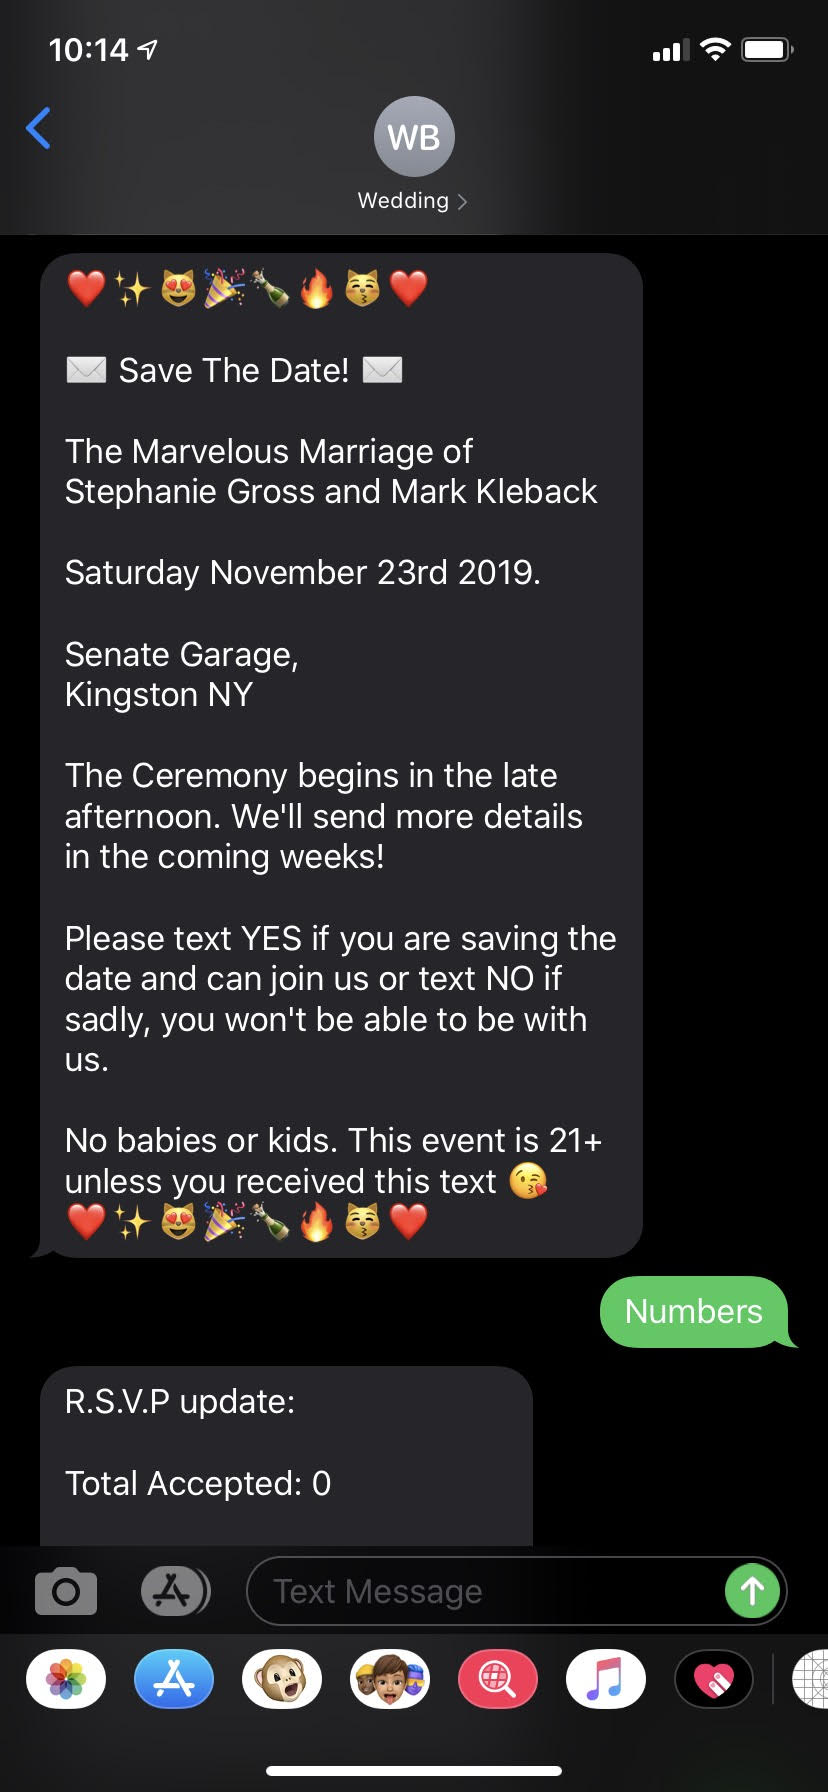 10:14
WB
Wedding
❤️✨😻🎉🍾🔥😽❤️
✉️ Save The Date! ✉️
The Marvelous Marriage of
Stephanie Gross and Mark Kleback
Saturday November 23rd 2019.
Senate Garage,
Kingston NY
The Ceremony begins in the late
afternoon. We'll send more details
in the coming weeks!
Please text YES if you are saving the
date and can join us or text NO if
sadly, you won't be able to be with
us.
No babies or kids. This event is 21+
unless you received this text 😘
❤️✨😻🎉🍾🔥😽❤️
Numbers
R.S.V.P update:
Total Accepted: 0
Text Message